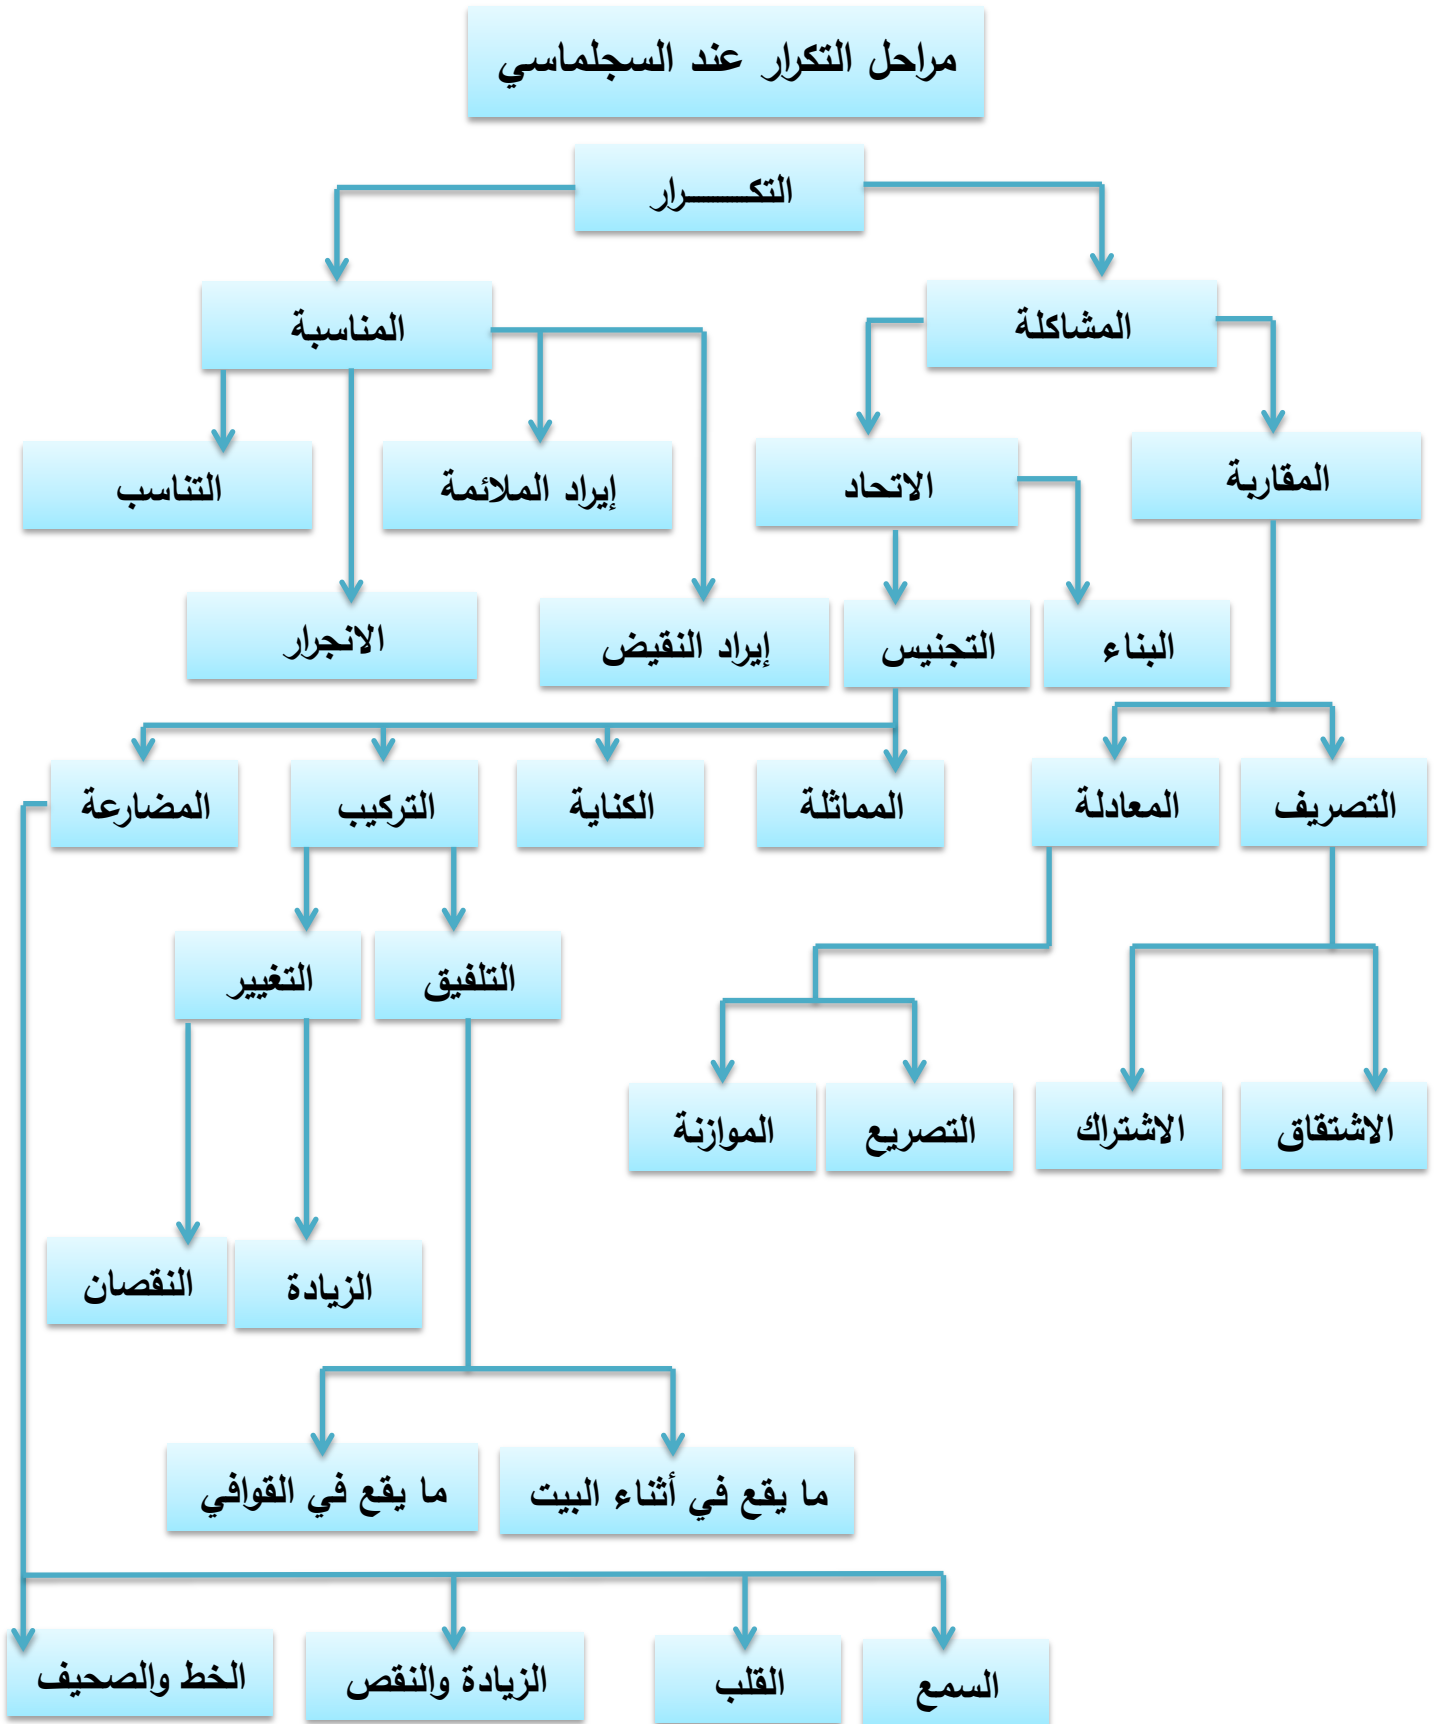 مراحل التكرار عند السجلماسي
التكــــــــرار
المشاكلة
المناسبة
المقاربة
الاتحاد
إيراد الملائمة
التناسب
البناء
التجنيس
إيراد النقيض
الانجرار
التصريف
المعادلة
المماثلة
الكناية
التركيب
المضارعة
التلفيق
التغيير
الاشتقاق
الاشتراك
التصريع
الموازنة
الزيادة
النقصان
ما يقع في أثناء البيت
ما يقع في القوافي
السمع
القلب
الزيادة والنقص
الخط والصحيف